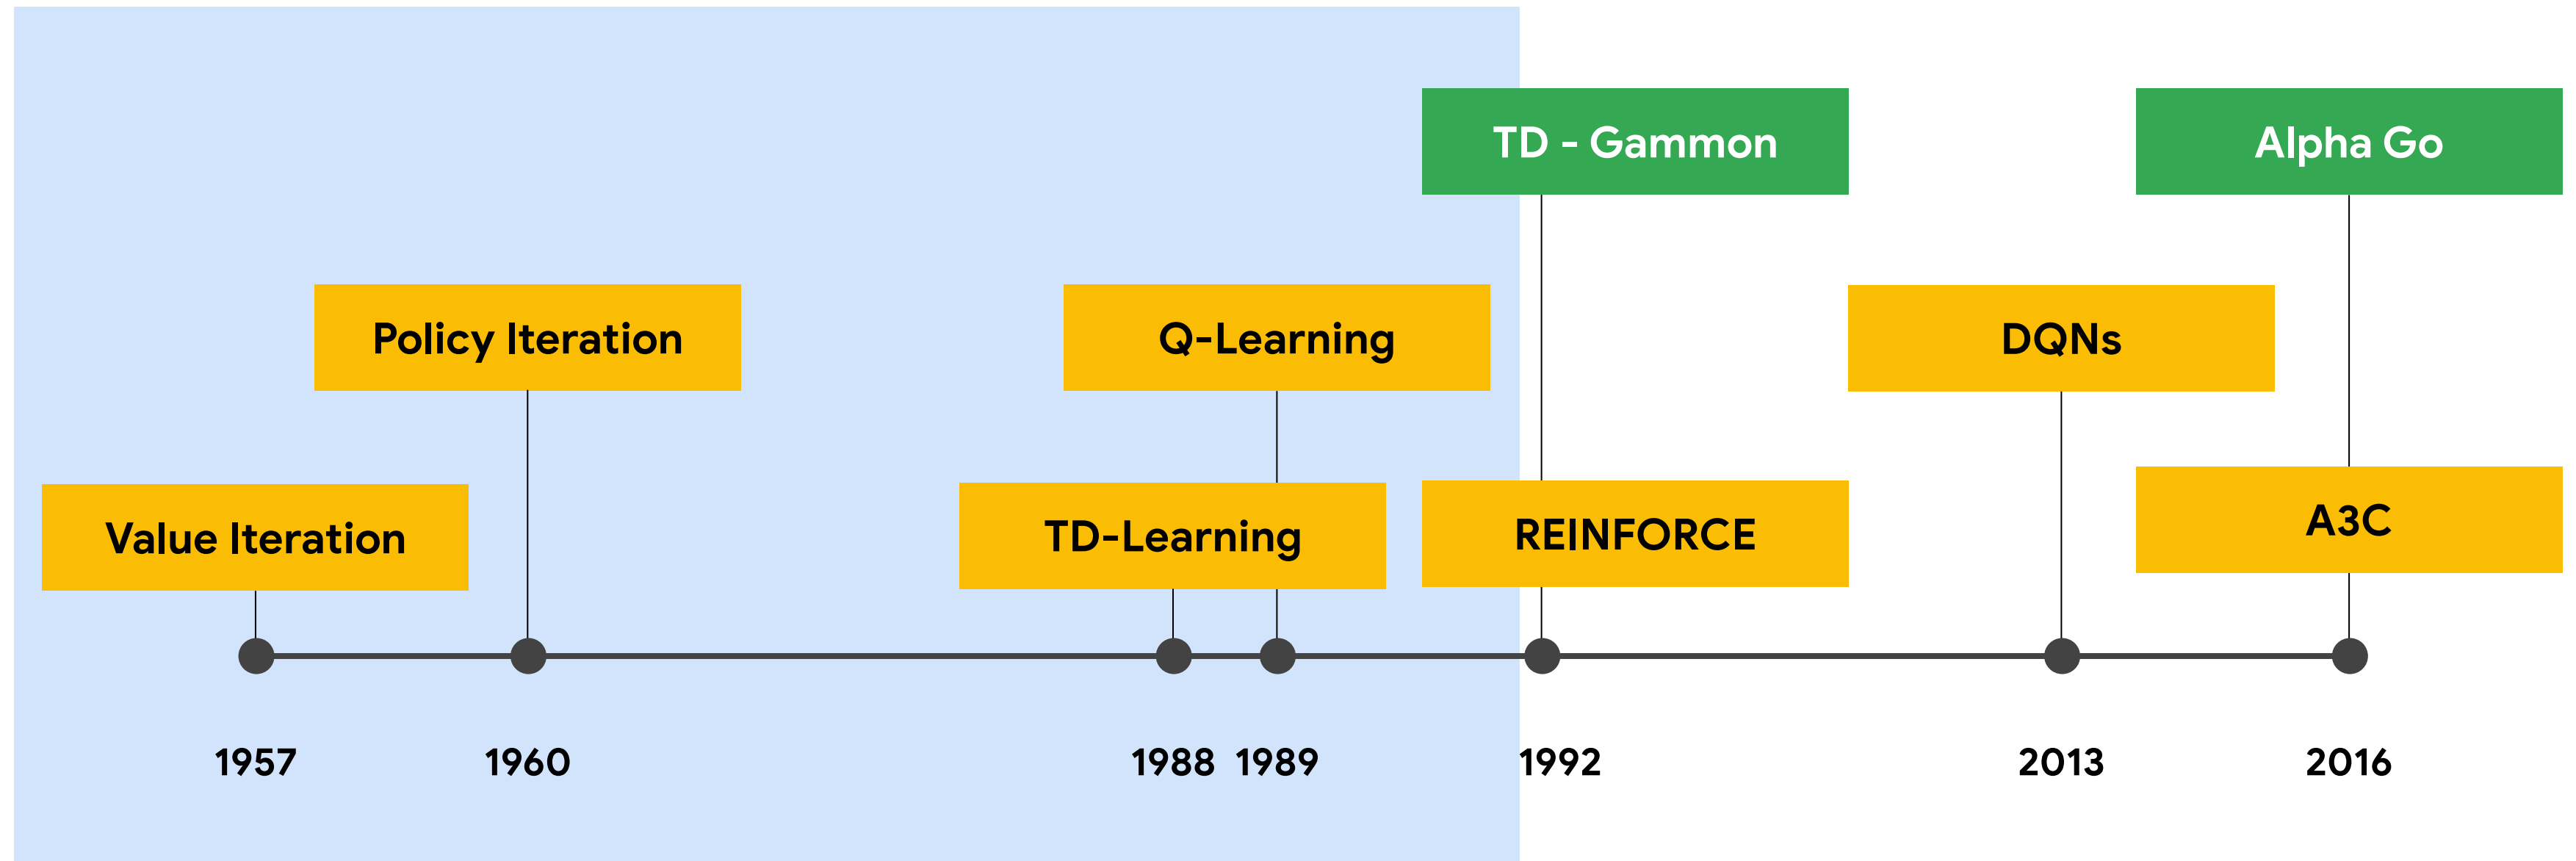 TD - Gammon
Alpha Go
Policy Iteration
Q-Learning
DQNs
Value Iteration
TD-Learning
REINFORCE
A3C
1957
1960
1988
1989
1992
2013
2016